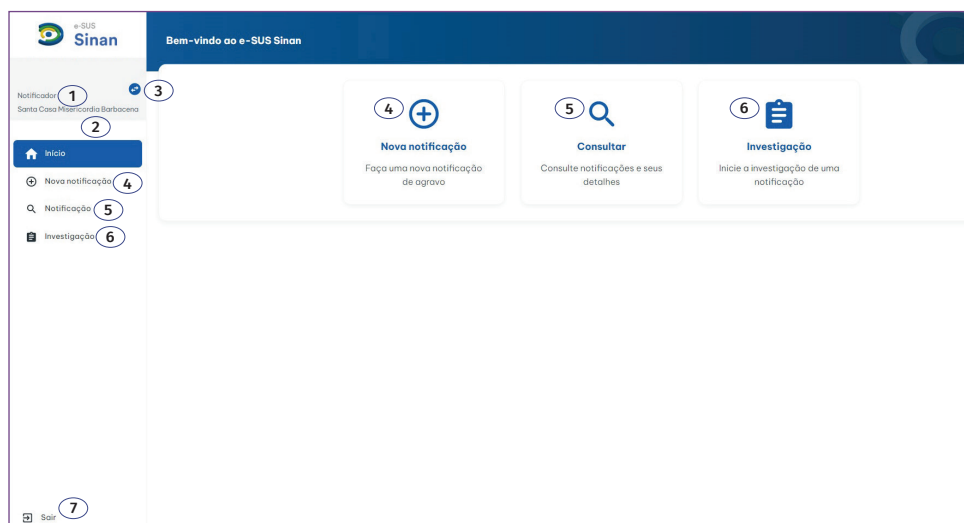 e-SUS
Sinan
Bem-vindo ao e-SUS Sinan
Notificador 1
3
Santa Casa Misericordia Barbacena
2
Início
Nova notificação 4
Notificação 5
Investigação 6
4
Nova notificação
Faça uma nova notificação
de agravo
5
Consultar
Consulte notificações e seus
detalhes
6
Investigação
Inicie a investigação de uma
notificação
Sair 7